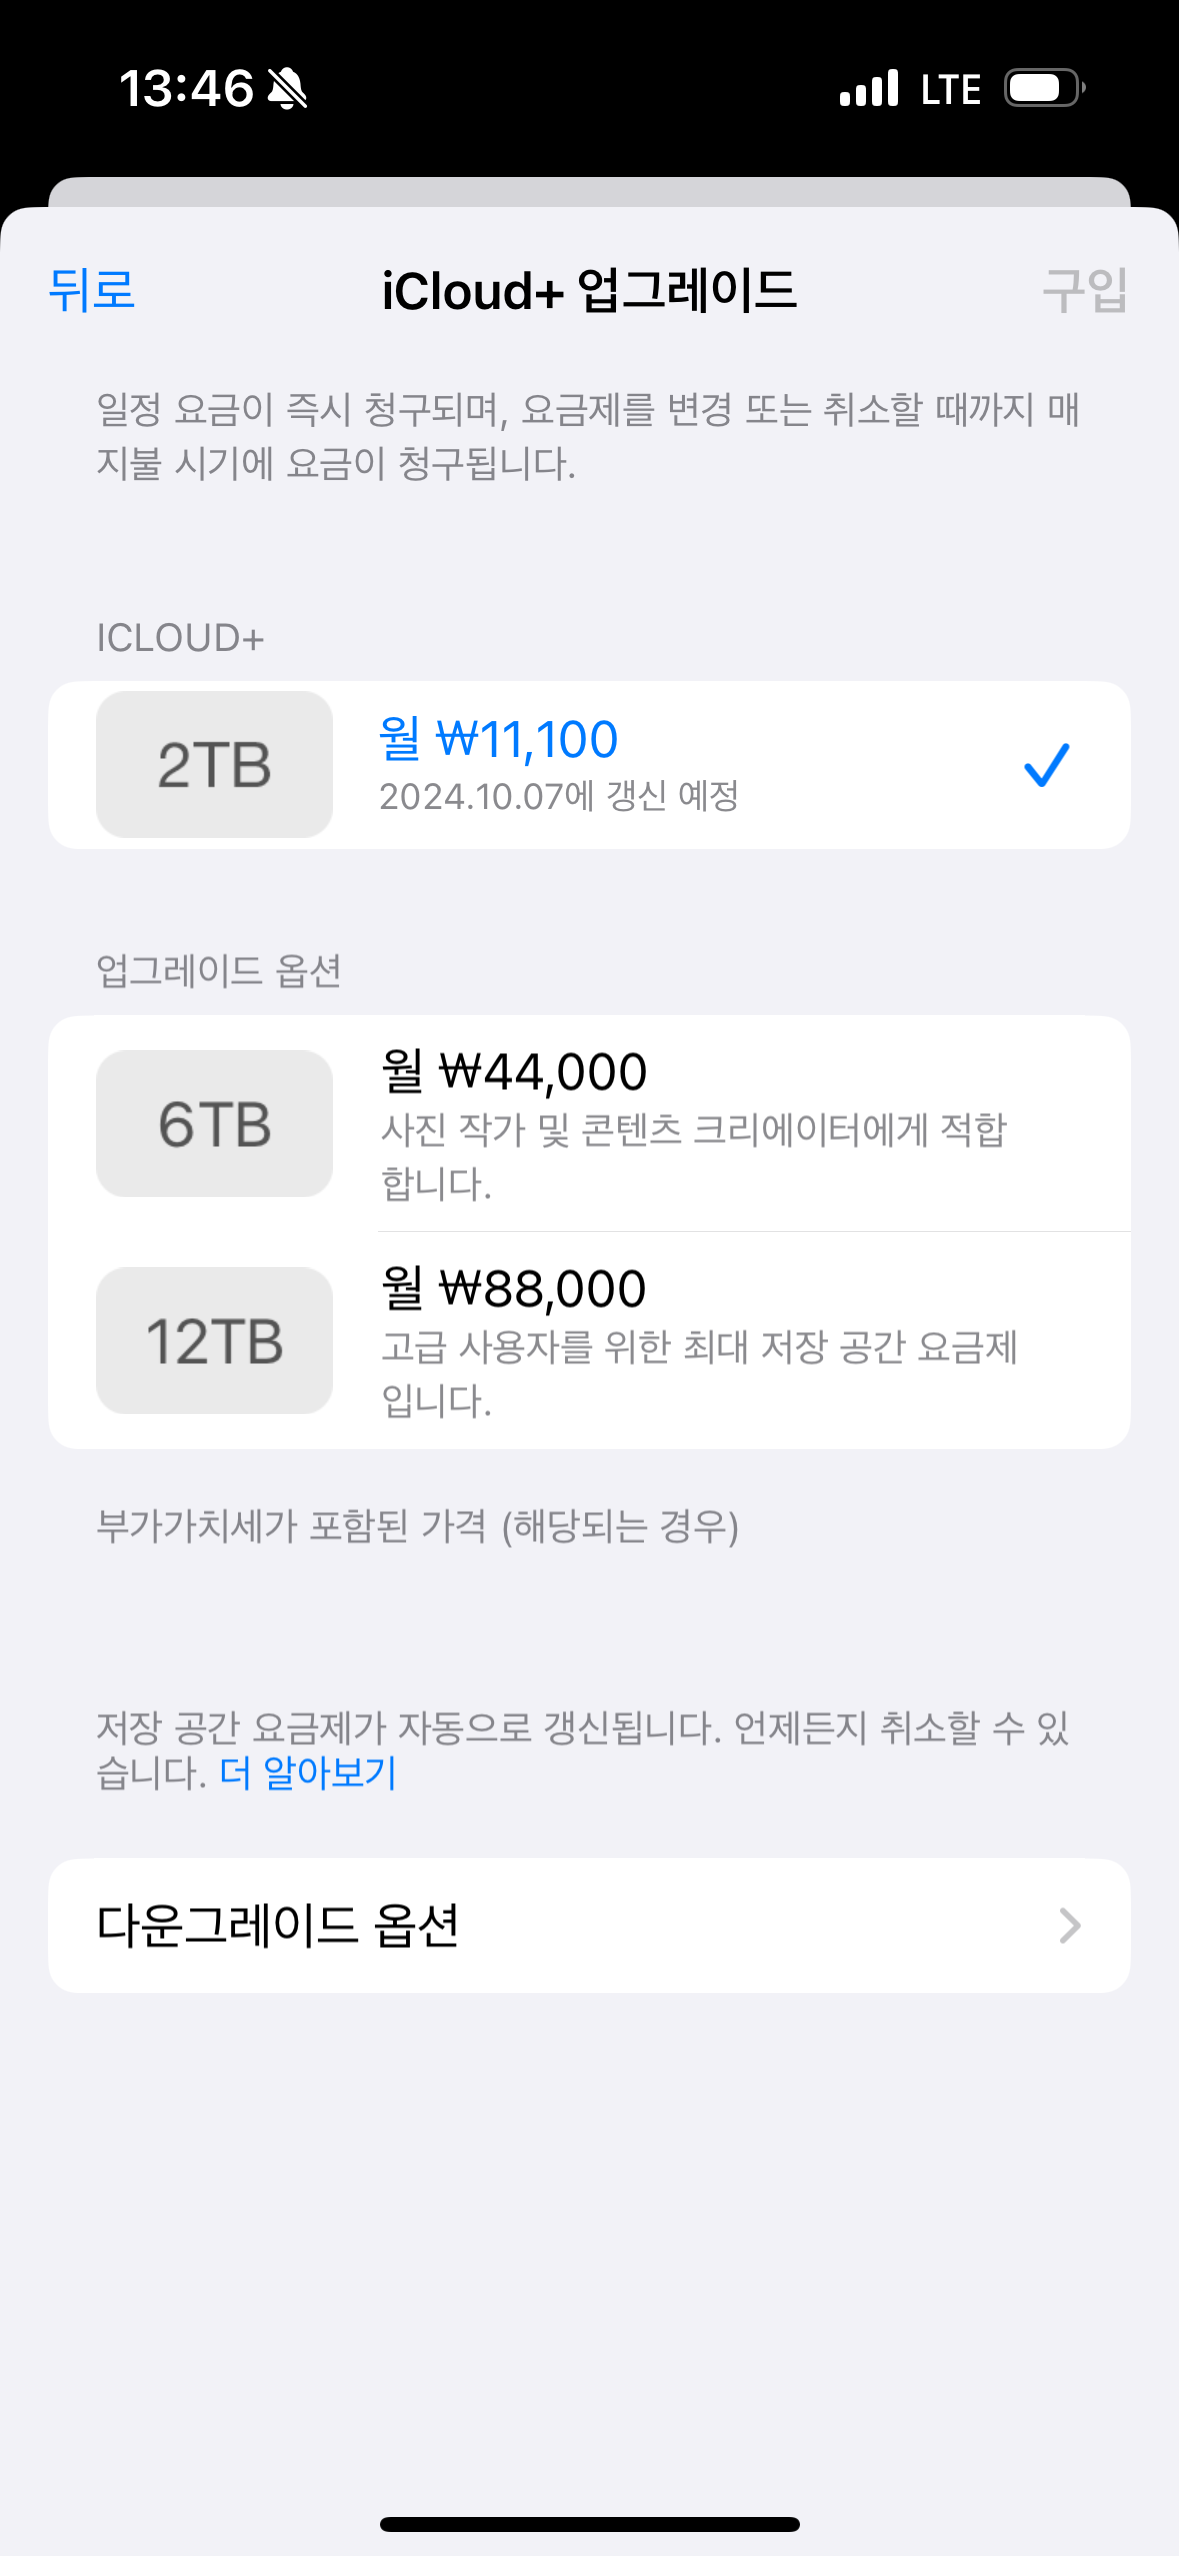 13:46
LTE
뒤로
iCloud+ 업그레이드
구입
일정 요금이 즉시 청구되며, 요금제를 변경 또는 취소할 때까지 매
지불 시기에 요금이 청구됩니다.
ICLOUD+
2TB
월 ₩11,100
2024.10.07에 갱신 예정
업그레이드 옵션
6TB
월 ₩44,000
사진 작가 및 콘텐츠 크리에이터에게 적합
합니다.
12TB
월 ₩88,000
고급 사용자를 위한 최대 저장 공간 요금제
입니다.
부가가치세가 포함된 가격 (해당되는 경우)
저장 공간 요금제가 자동으로 갱신됩니다. 언제든지 취소할 수 있
습니다. 더 알아보기
다운그레이드 옵션